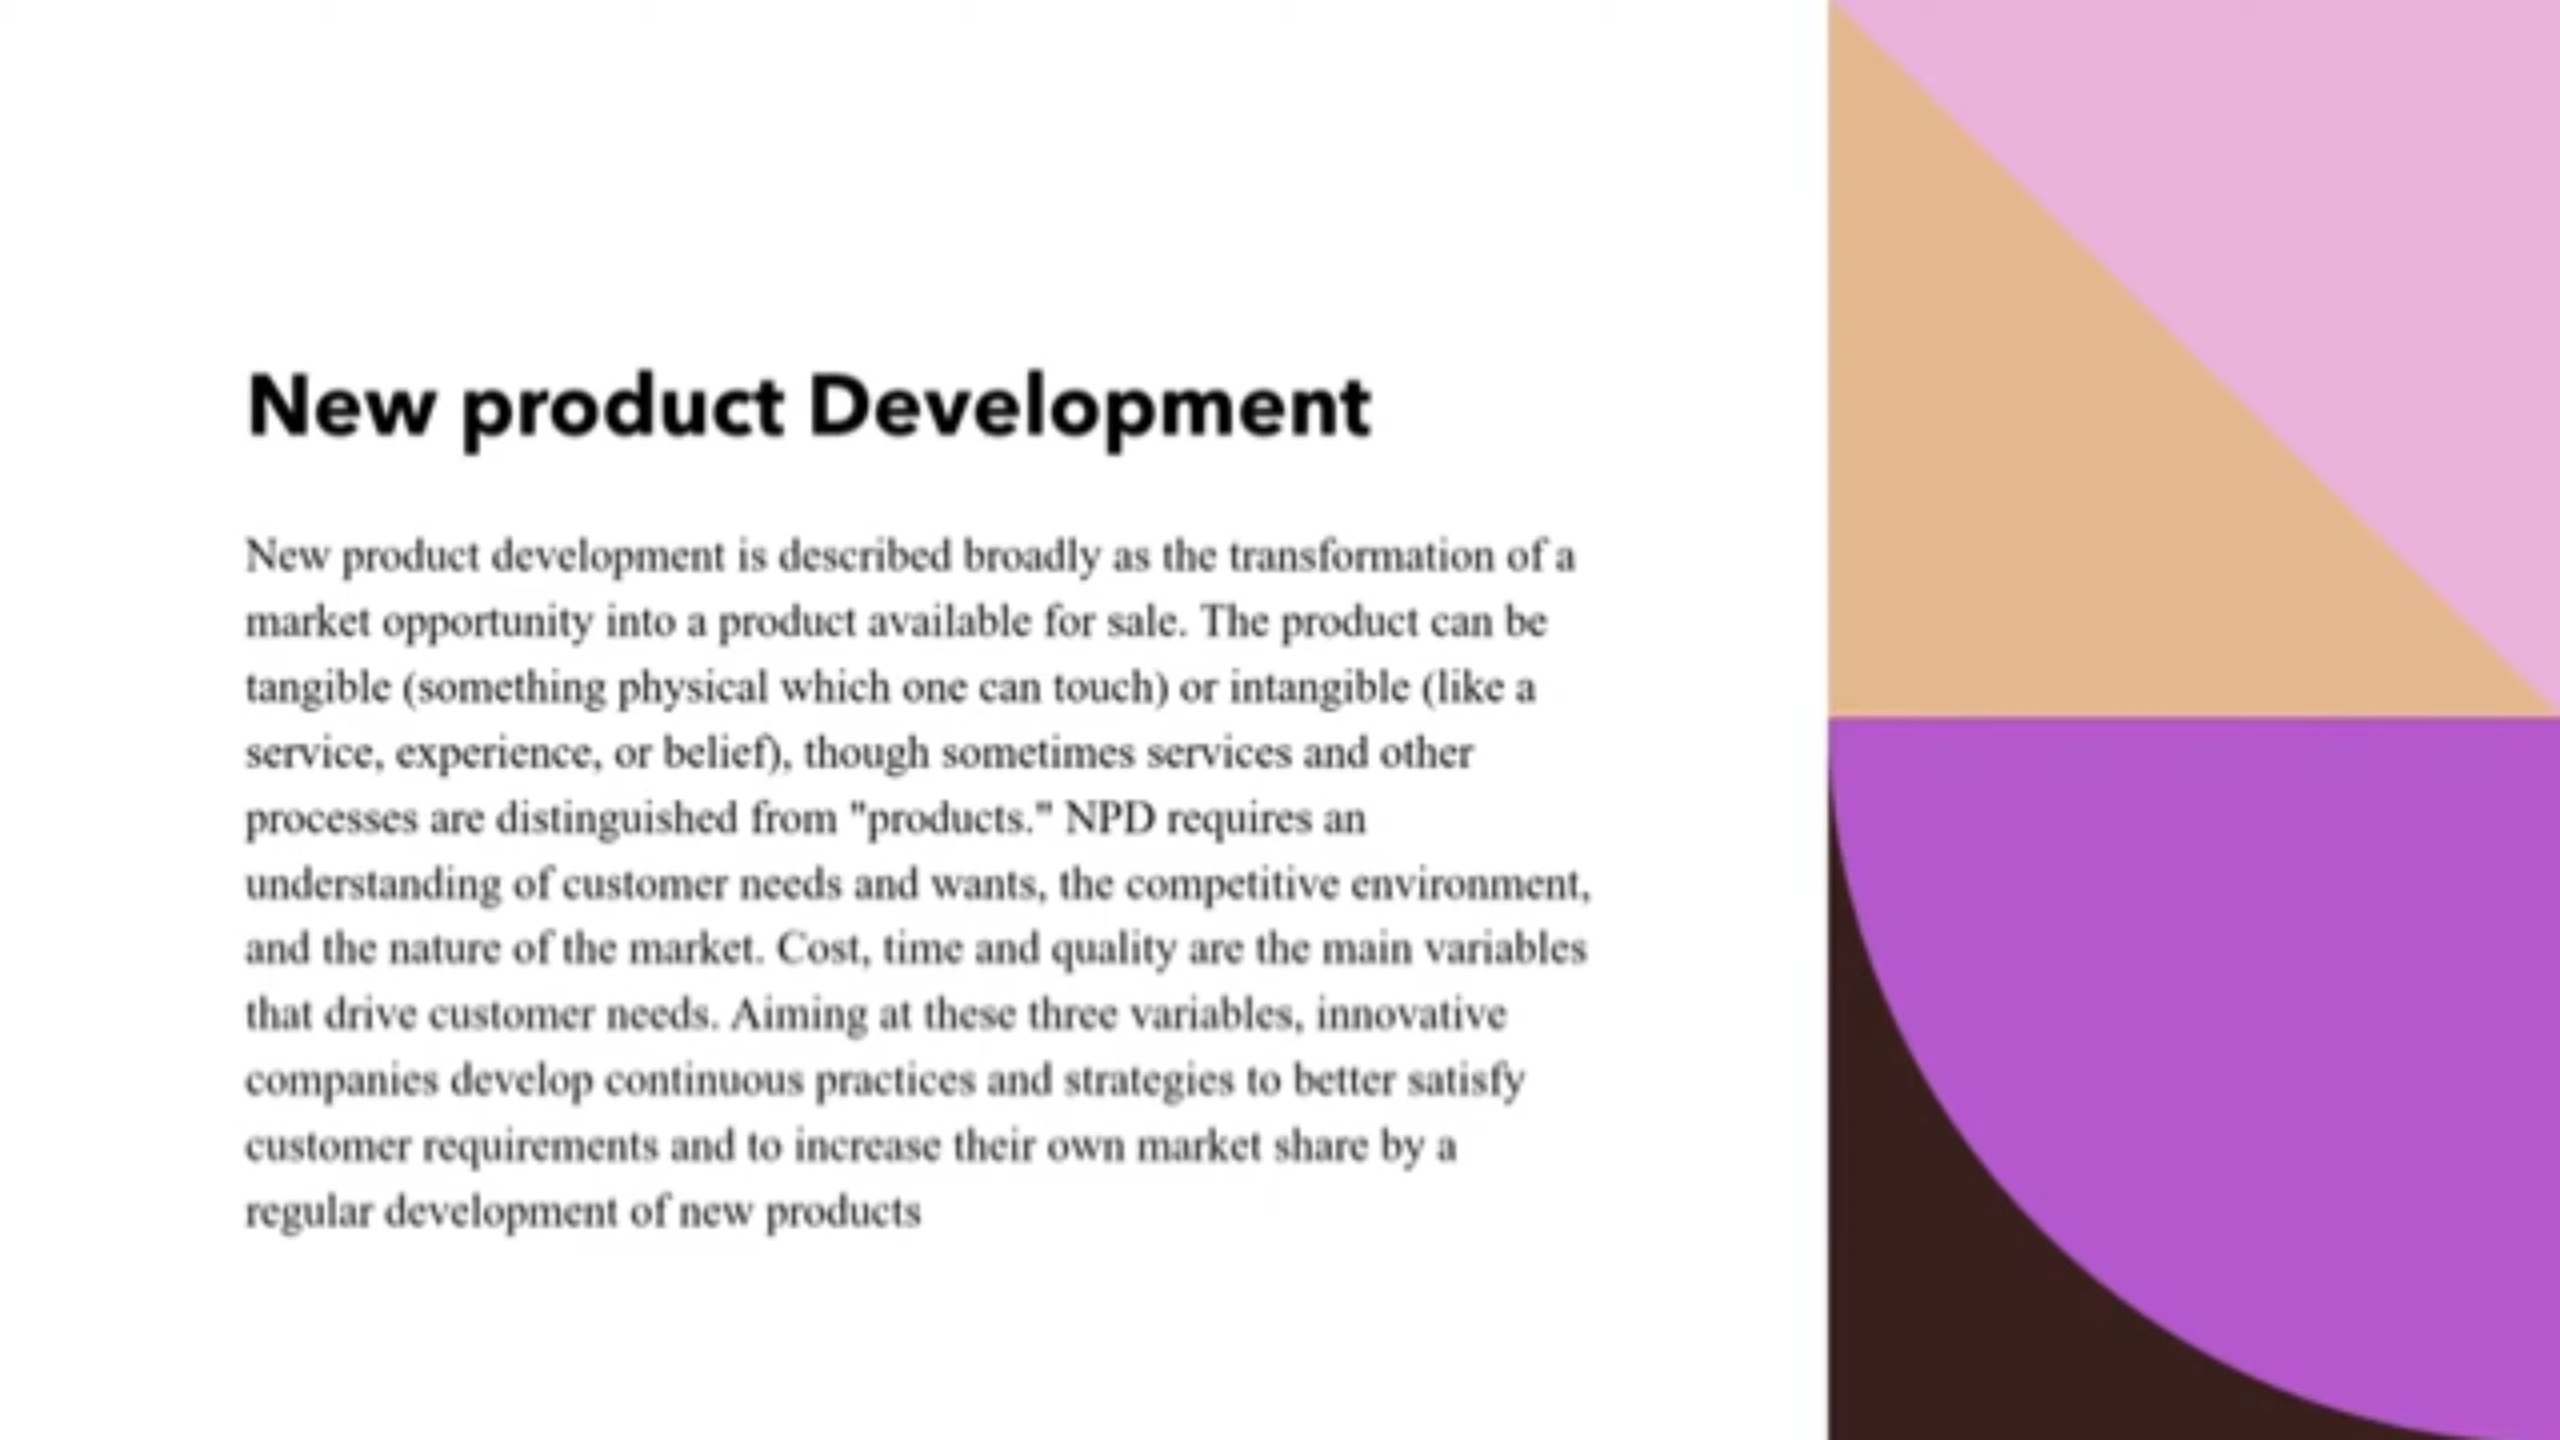 New product Development
New product development is described broadly as the transformation of a
market opportunity into a product available for sale. The product can be
tangible (something physical which one can touch) or intangible (like a
service, experience, or belief), though sometimes services and other
processes are distinguished from "products." NPD requires an
understanding of customer needs and wants, the competitive environment,
and the nature of the market. Cost, time and quality are the main variables
that drive customer needs. Aiming at these three variables, innovative
companies develop continuous practices and strategies to better satisfy
customer requirements and to increase their own market share by a
regular development of new products